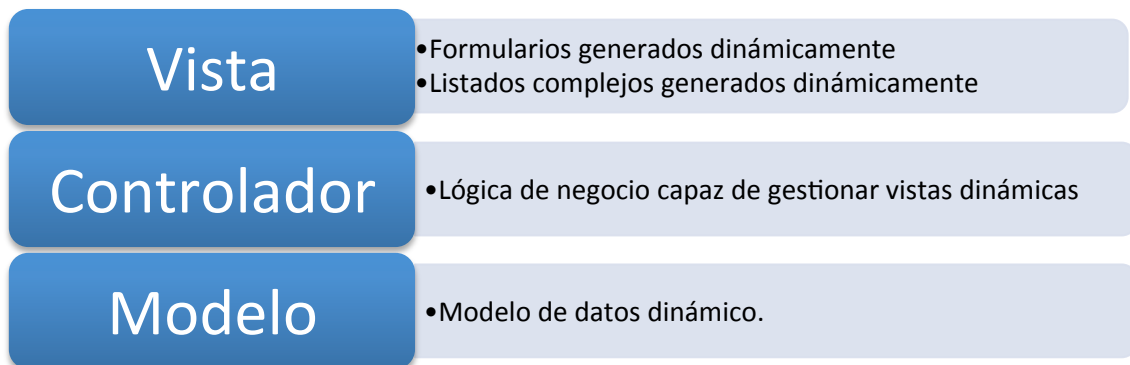 Vista
•Formularios generados dinámicamente
•Listados complejos generados dinámicamente
Controlador
•Lógica de negocio capaz de gestionar vistas dinámicas
Modelo
•Modelo de datos dinámico.